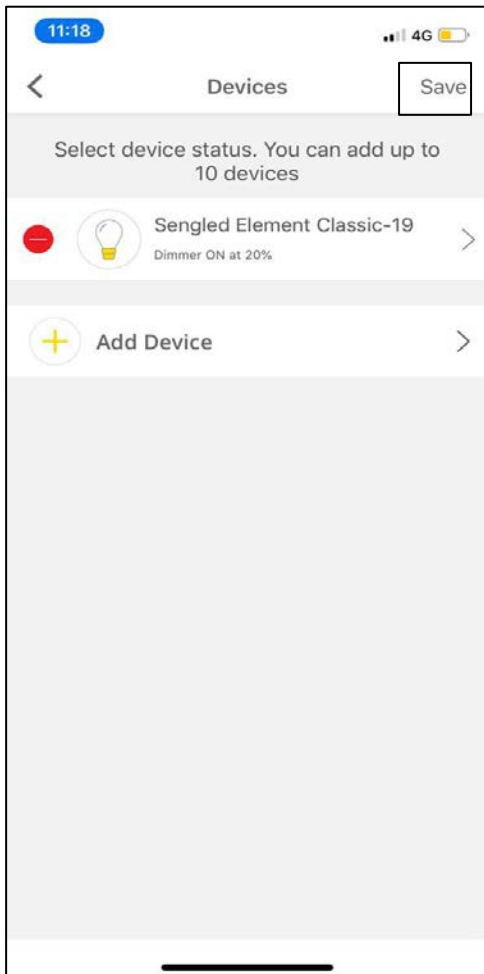 11:18
4G
Devices
Save
Select device status. You can add up to
10 devices
Sengled Element Classic-19
Dimmer ON at 20%
Add Device